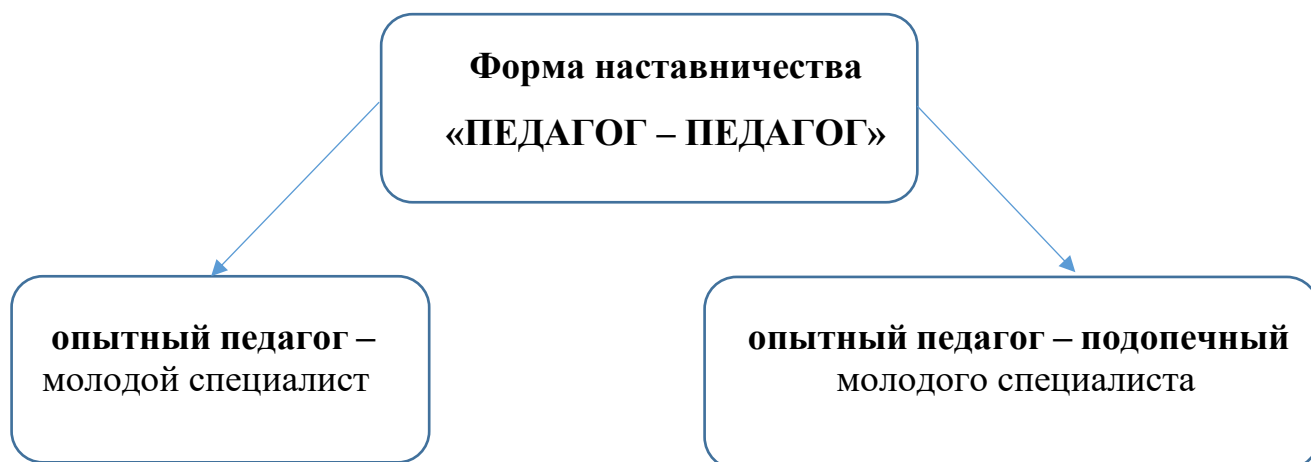 Форма наставничества
«ПЕДАГОГ – ПЕДАГОГ»
опытный педагог –
молодой специалист
опытный педагог – подопечный
молодого специалиста